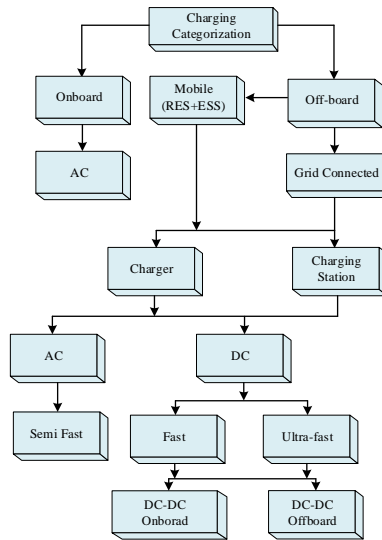 Charging
Categorization
Onboard
Mobile
(RES+ESS)
Off-board
AC
Grid Connected
Charger
Charging
Station
AC
DC
Semi Fast
Fast
Ultra-fast
DC-DC
Onborad
DC-DC
Offboard